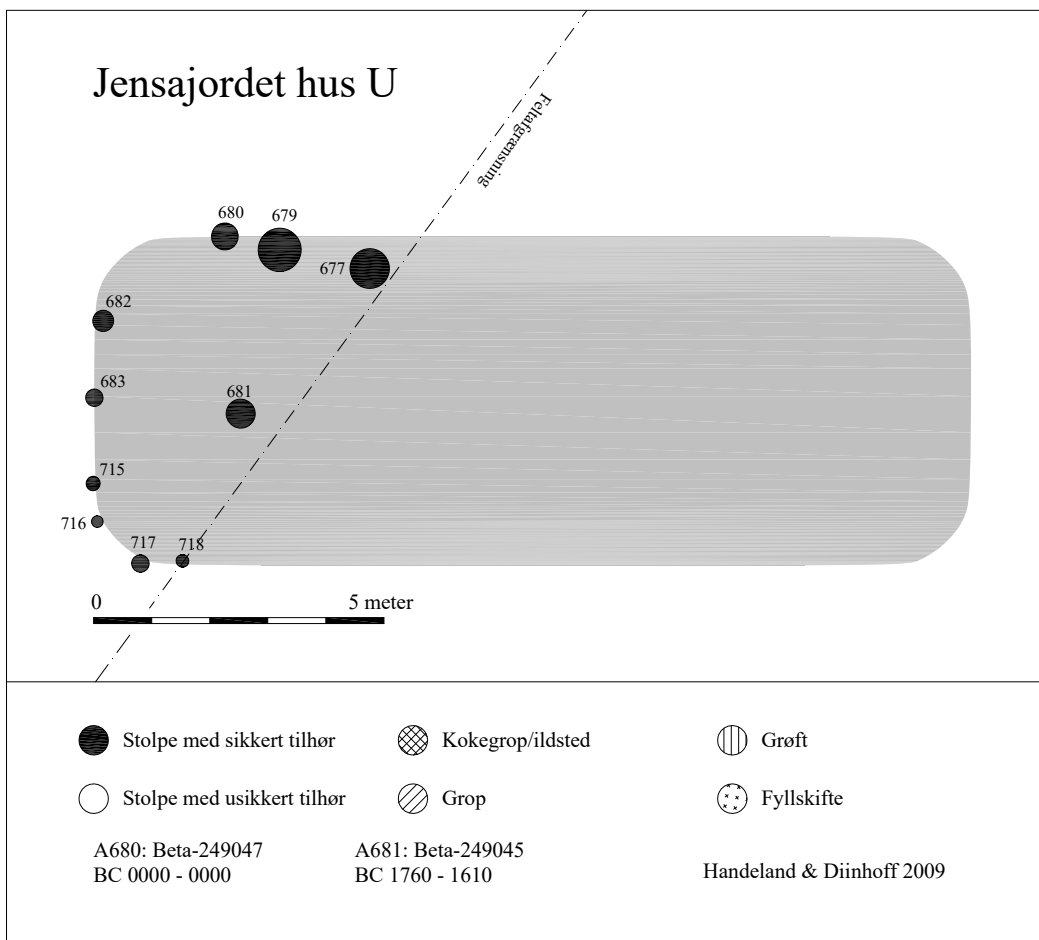 Jensajordet hus U
Feltafgrænsning
680
679
677
682
683
681
715
716
717
718
0
5 meter
Stolpe med sikkert tilhør
Kokegrop/ildsted
Grøft
Stolpe med usikkert tilhør
Grop
Fyllskifte
A680: Beta-249047
BC 0000 - 0000
A681: Beta-249045
BC 1760 - 1610
Handeland & Diinhoff 2009